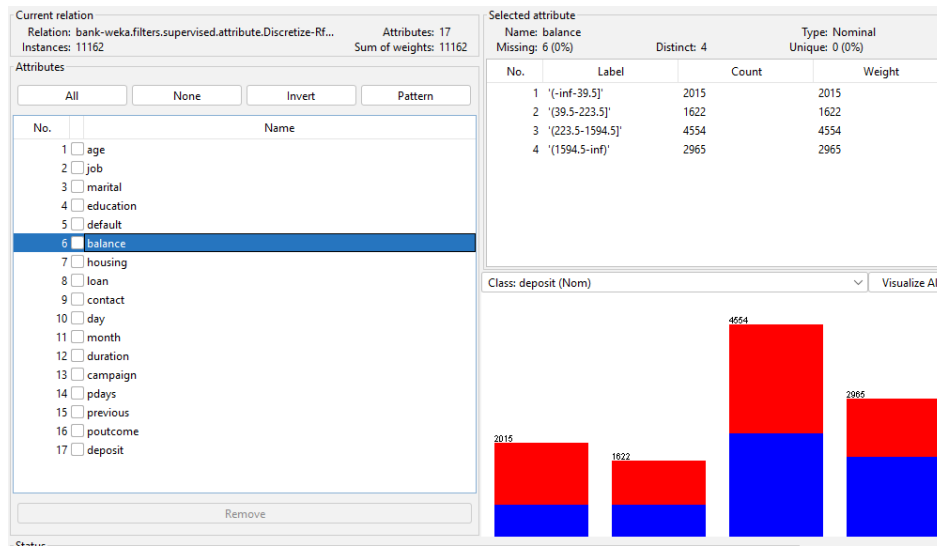 Current relation
Relation: bank-weka.filters.supervised.attribute.Discretize-Rf...
Attributes: 17
Instances: 11162
Sum of weights: 11162
Attributes
All None Invert Pattern
No. Name
1 age
2 job
3 marital
4 education
5 default
6 balance
7 housing
8 loan
9 contact
10 day
11 month
12 duration
13 campaign
14 pdays
15 previous
16 poutcome
17 deposit
Remove
Status
Selected attribute
Name: balance
Type: Nominal
Missing: 6 (0%)
Distinct: 4
Unique: 0 (0%)
No. Label Count Weight
1 '(-inf-39.5]' 2015 2015
2 '(39.5-223.5]' 1622 1622
3 '(223.5-1594.5]' 4554 4554
4 '(1594.5-inf)' 2965 2965
Class: deposit (Nom)
Visualize Al
2015
1622
4554
2965